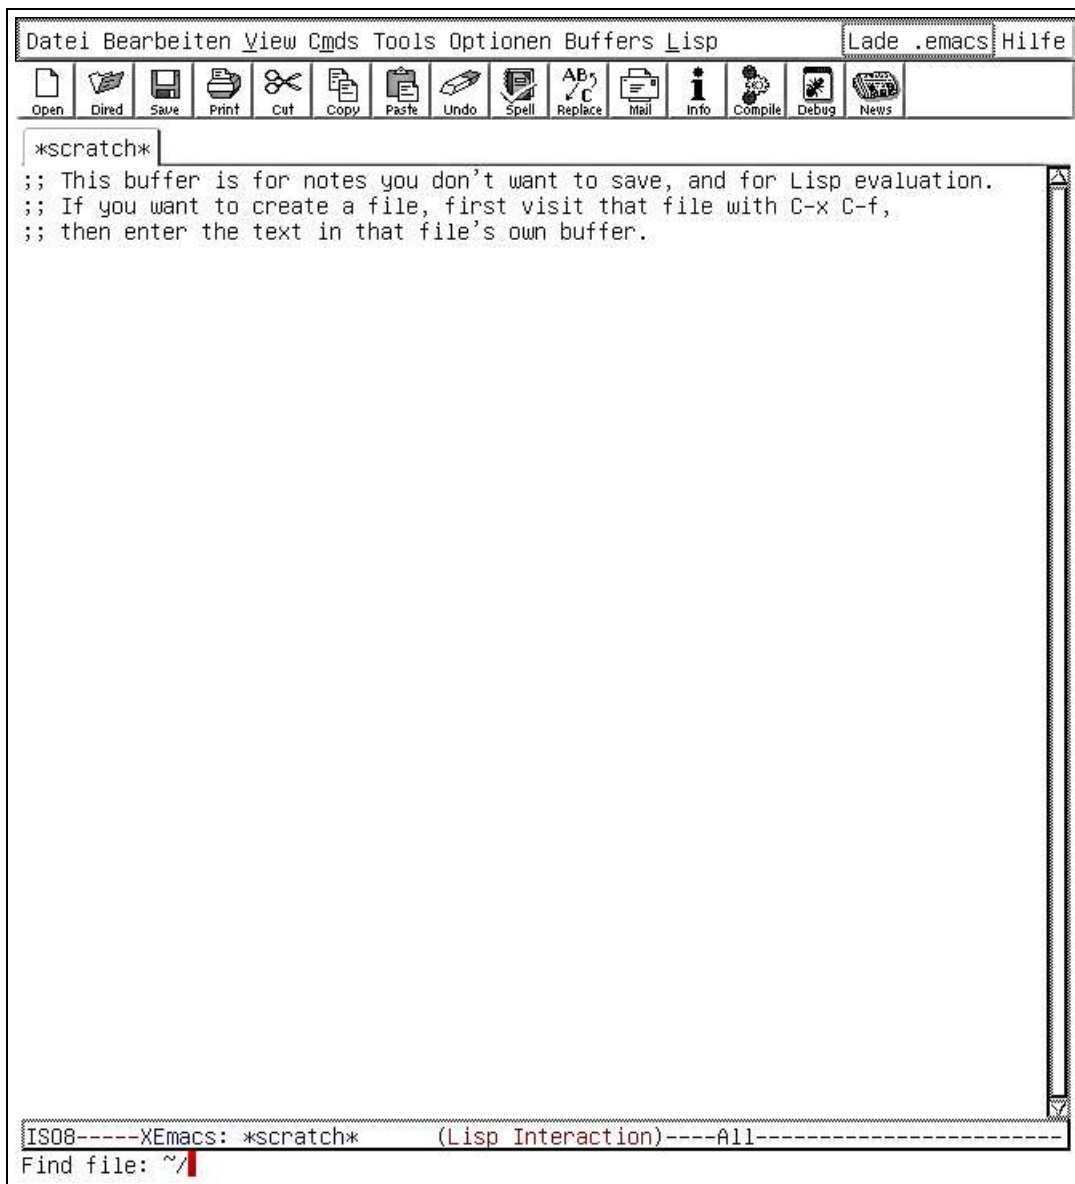 Datei Bearbeiten View Cmds Tools Optionen Buffers Lisp Lade .emacs Hilfe
Open Dired Save Print Cut Copy Paste Undo Spell Replace Mail Info Compile Debug News
*scratch*
;; This buffer is for notes you don't want to save, and for Lisp evaluation.
;; If you want to create a file, first visit that file with C-x C-f,
;; then enter the text in that file's own buffer.
ISO8-----XEmacs: *scratch* (Lisp Interaction)----All-------------------------
Find file: ~/